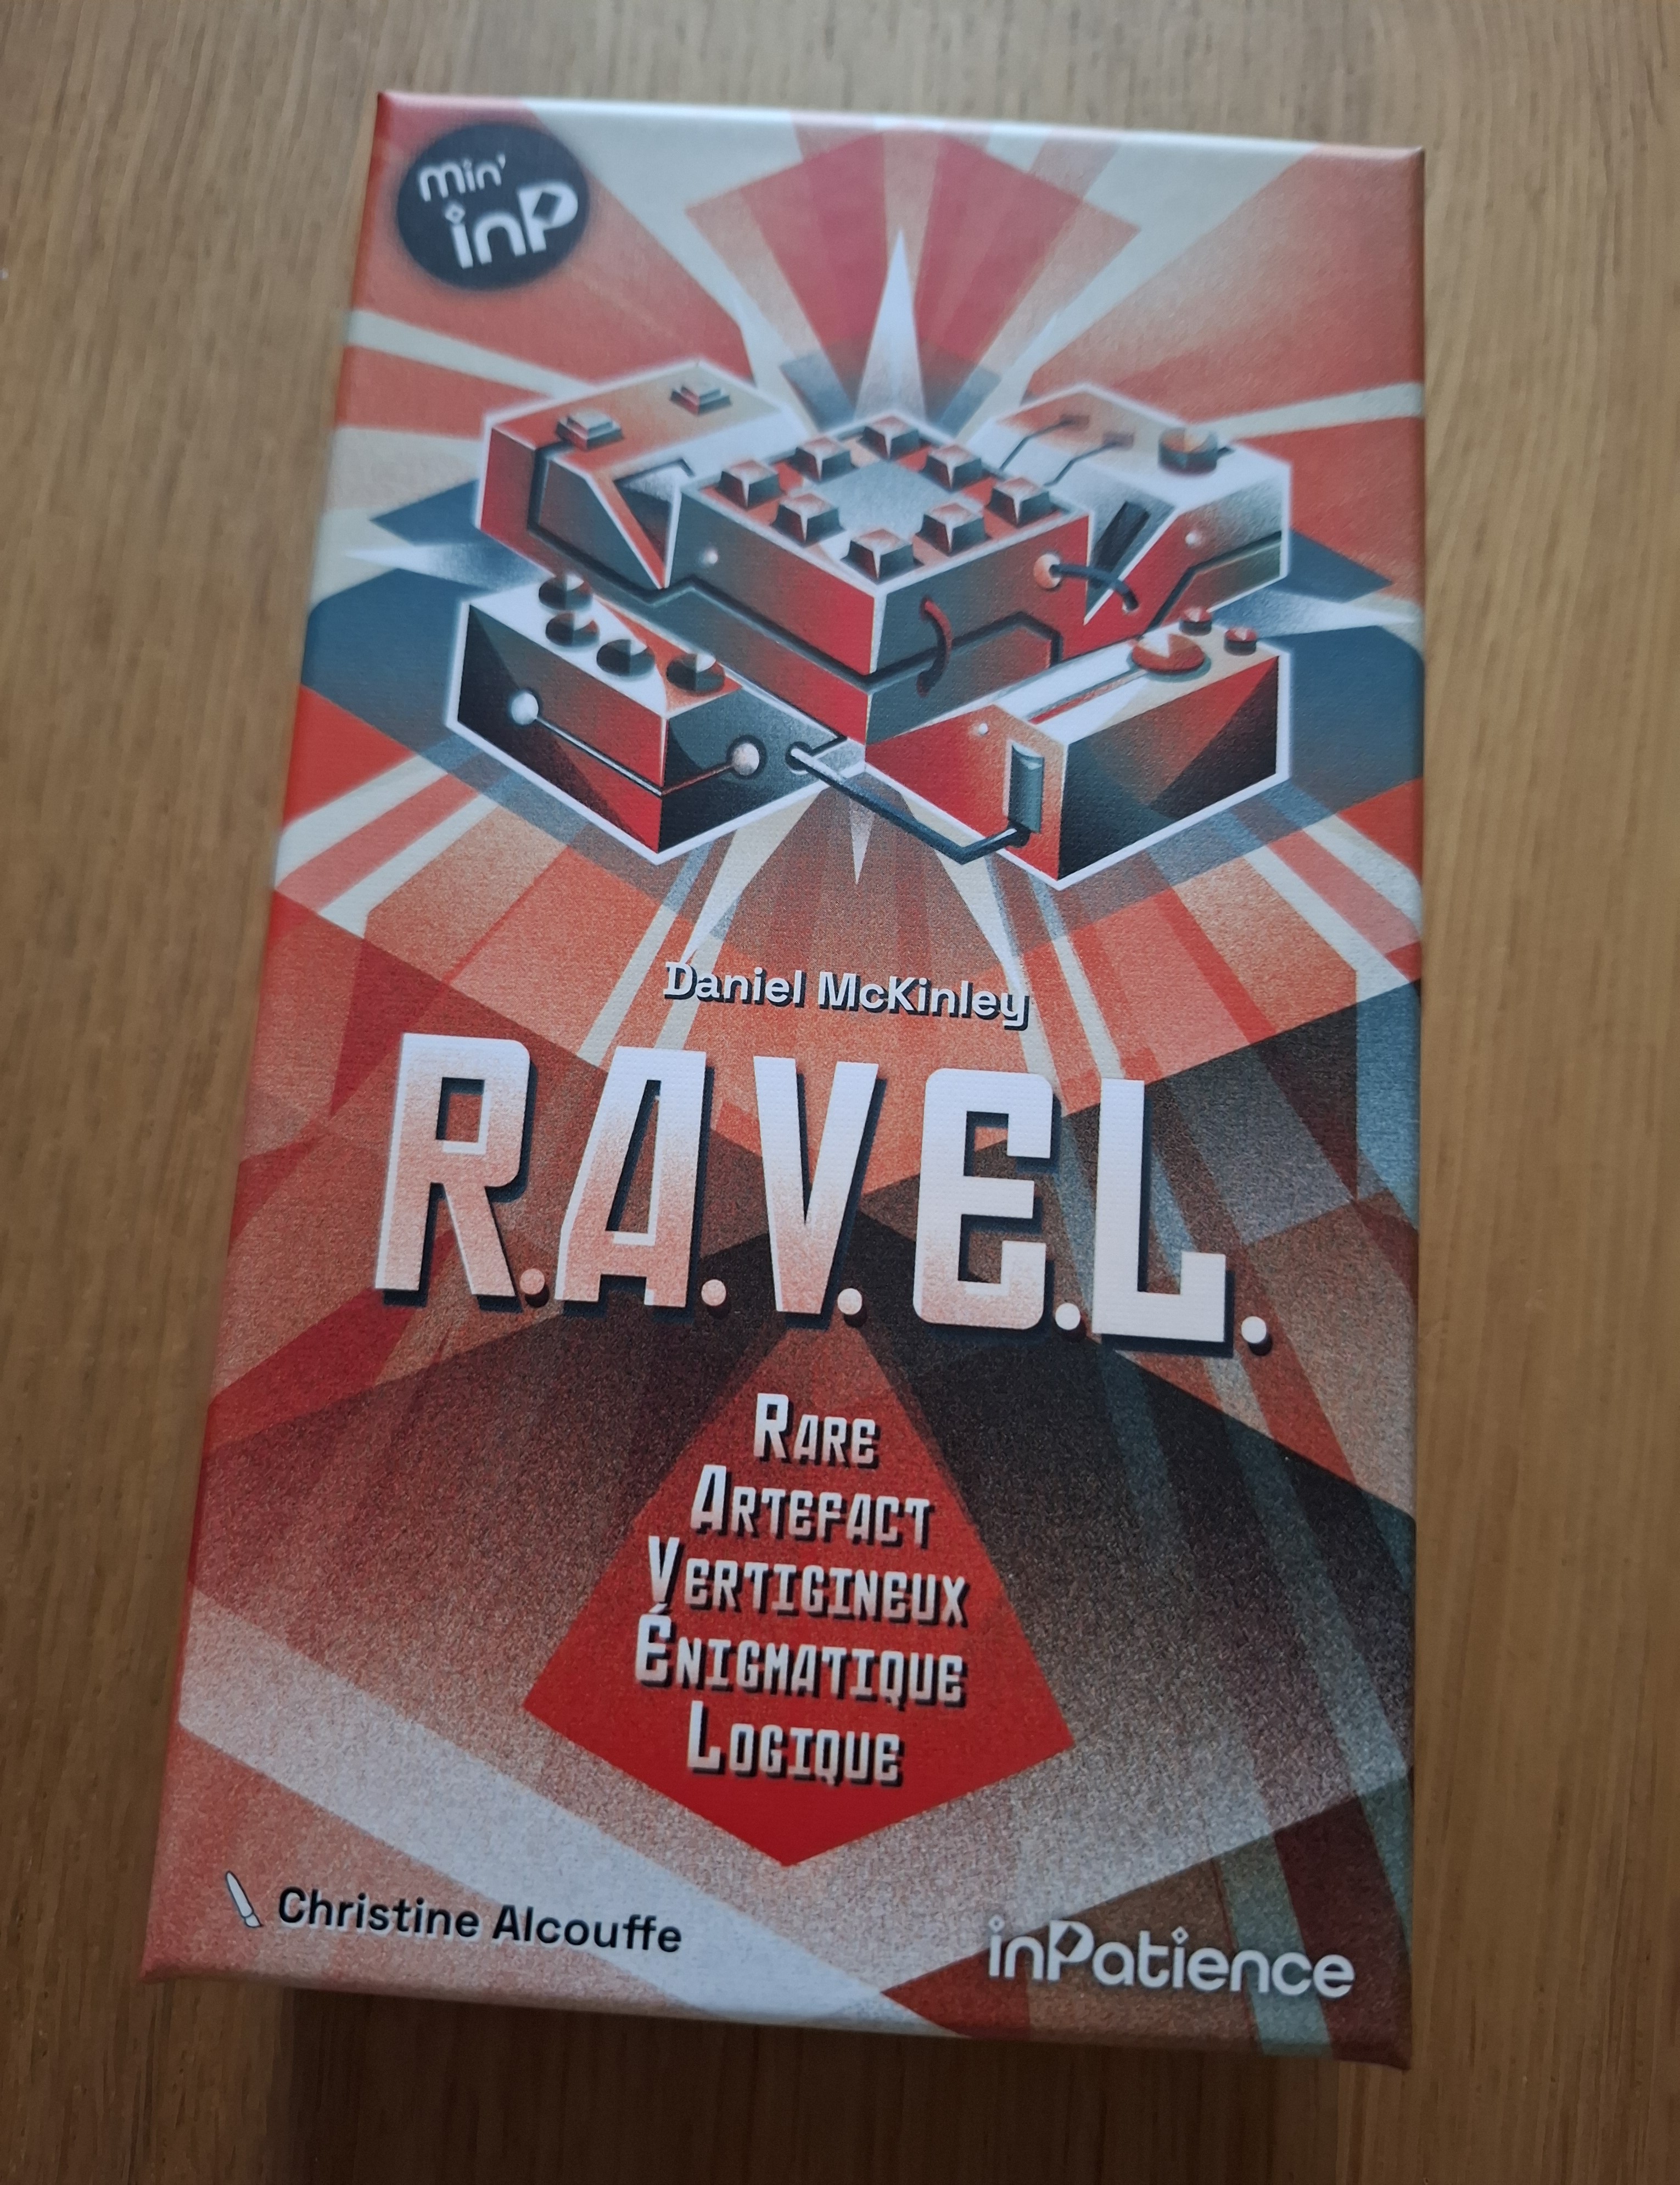 min'
inP
Daniel McKinley
R.A.V.E.L.
RARE
ARTEFACT
VERTIGINEUX
ÉNIGMATIQUE
LOGIQUE
Christine Alcouffe
inPatience